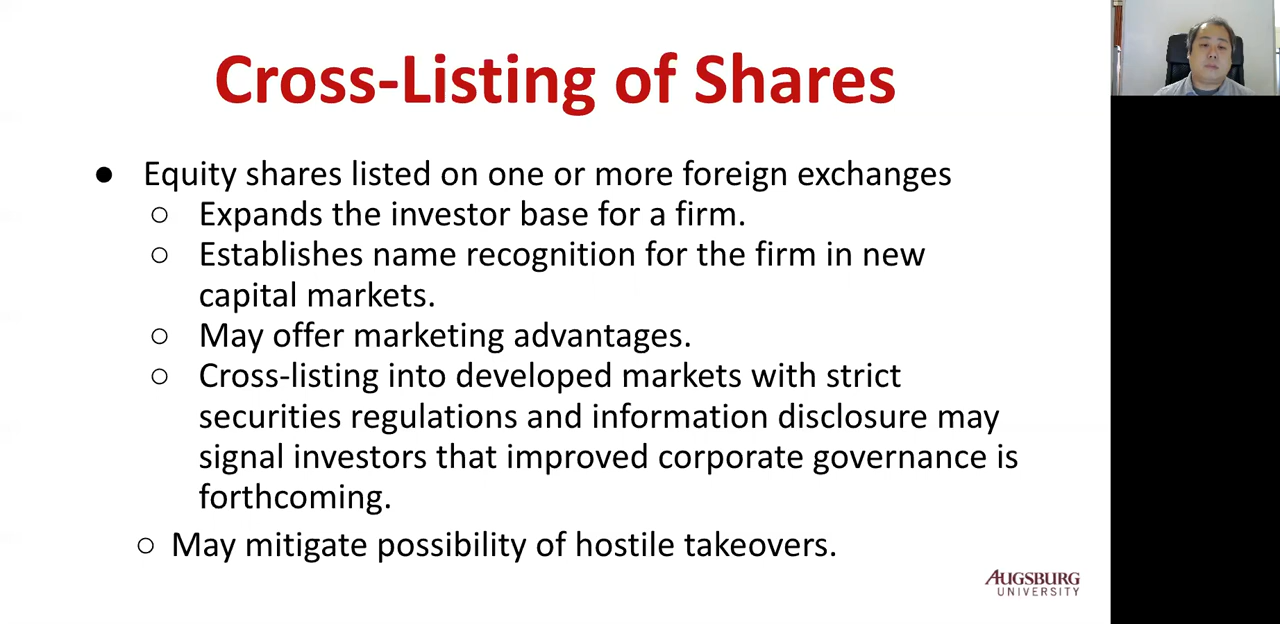 Cross-Listing of Shares
● Equity shares listed on one or more foreign exchanges
○ Expands the investor base for a firm.
○ Establishes name recognition for the firm in new
capital markets.
○ May offer marketing advantages.
○ Cross-listing into developed markets with strict
securities regulations and information disclosure may
signal investors that improved corporate governance is
forthcoming.
○ May mitigate possibility of hostile takeovers.
AUGSBURG
UNIVERSITY